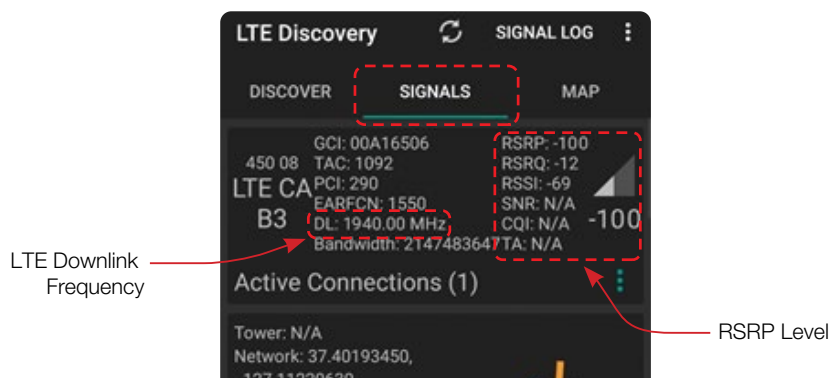 LTE Discovery SIGNAL LOG
DISCOVER SIGNALS MAP
GCI: 00A16506 RSRP: -100
450 08 TAC: 1092 RSRQ: -12
LTE CA PCI: 290 RSSI: -69
EARFCN: 1550 SNR: N/A
B3 DL: 1940.00 MHz CQI: N/A -100
Bandwidth: 2147483647 TA: N/A
LTE Downlink
Frequency
Active Connections (1)
RSRP Level
Tower: N/A
Network: 37.40193450,